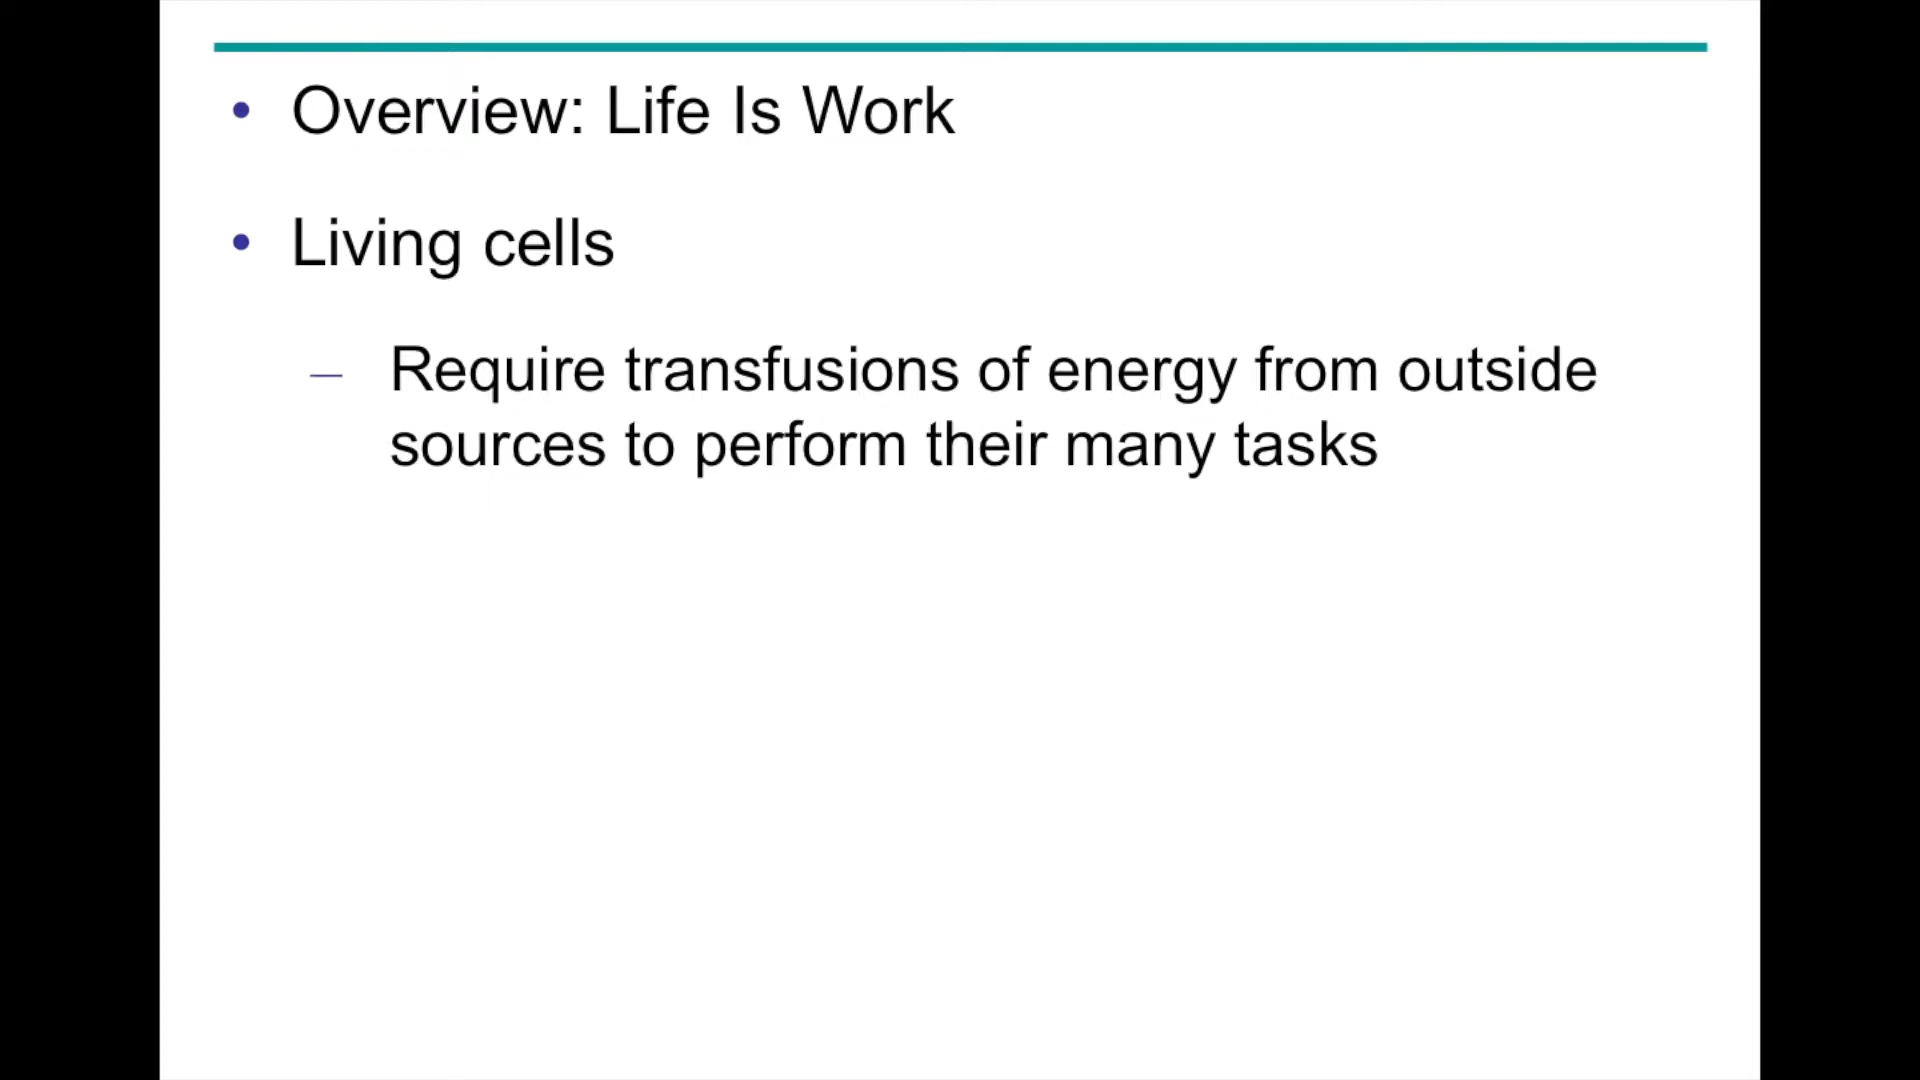 • Overview: Life Is Work
• Living cells
– Require transfusions of energy from outside
sources to perform their many tasks